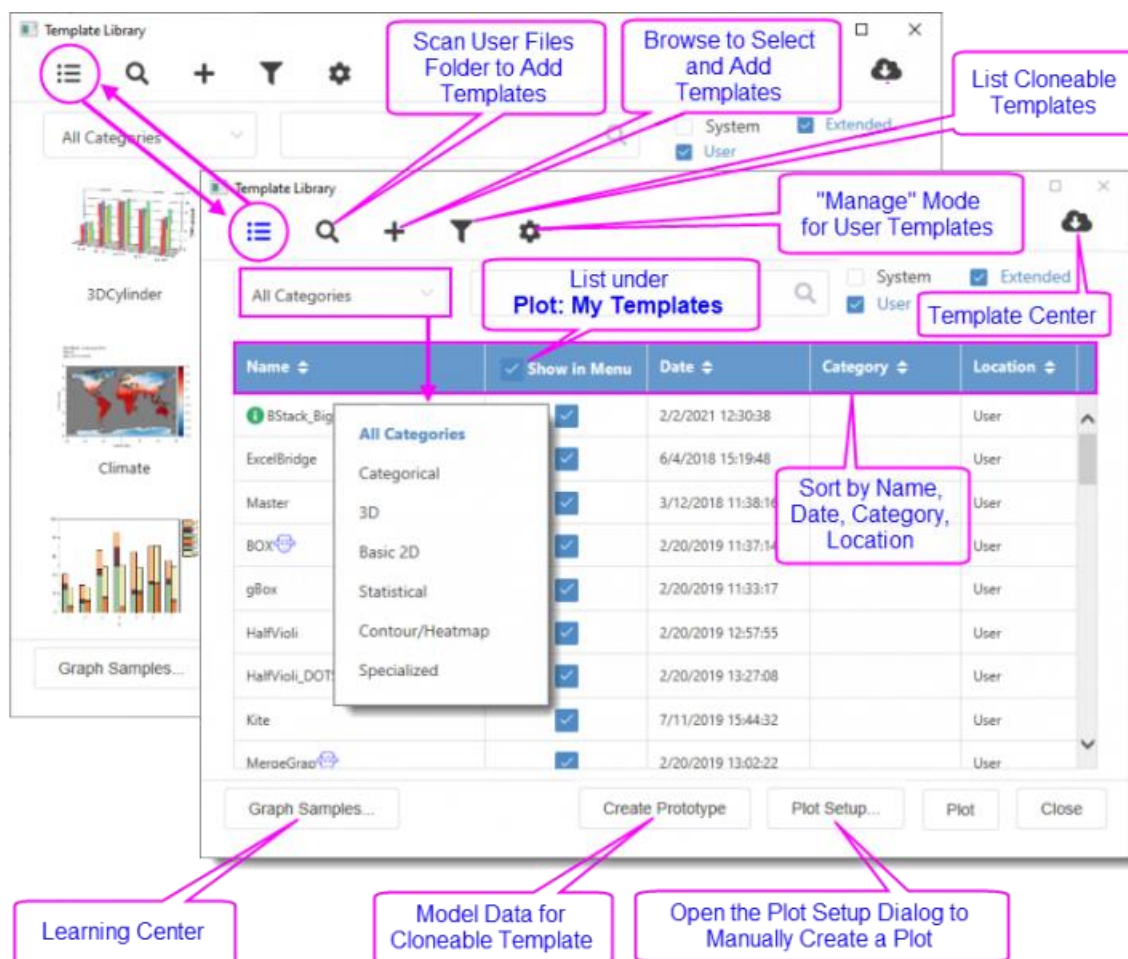 Template Library
Scan User Files
Folder to Add
Templates
Browse to Select
and Add
Templates
List Cloneable
Templates
All Categories
System
Extended
User
3DCylinder
Climate
Graph Samples...
Template Library
"Manage" Mode
for User Templates
All Categories
List under
Plot: My Templates
System
Extended
User
Template Center
Name
Show in Menu
Date
Category
Location
BStack_Big
2/2/2021 12:30:38
User
ExcelBridge
6/4/2018 15:19:48
User
Master
3/12/2018 11:38:16
User
BOX
2/20/2019 11:37:14
User
gBox
2/20/2019 11:33:17
User
HalfVioli
2/20/2019 12:57:55
User
HalfVioli_DOTS
2/20/2019 13:27:08
User
Kite
7/11/2019 15:44:32
User
MergeGrap
2/20/2019 13:02:22
User
All Categories
Categorical
3D
Basic 2D
Statistical
Contour/Heatmap
Specialized
Sort by Name,
Date, Category,
Location
Graph Samples...
Create Prototype
Plot Setup...
Plot
Close
Learning Center
Model Data for
Cloneable Template
Open the Plot Setup Dialog to
Manually Create a Plot